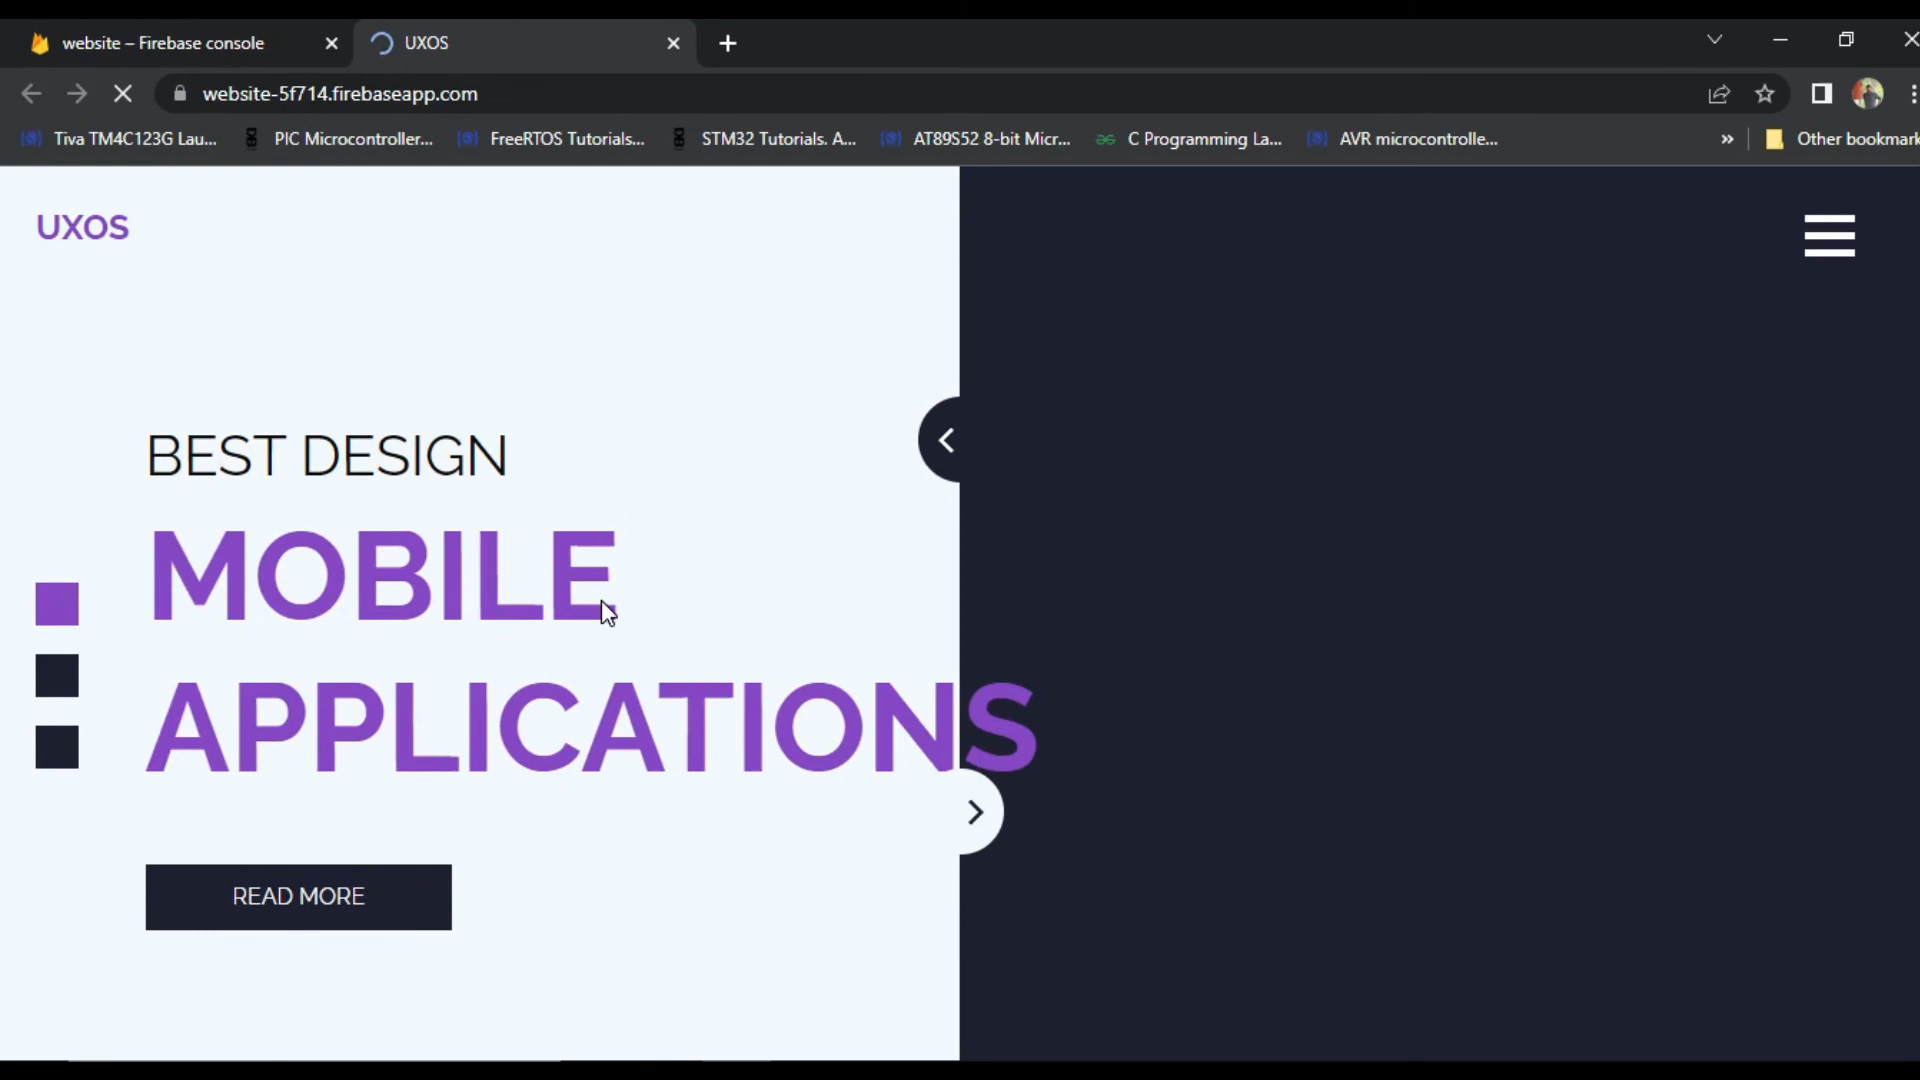 website – Firebase console
UXOS
website-5f714.firebaseapp.com
Tiva TM4C123G Lau...
PIC Microcontroller...
FreeRTOS Tutorials...
STM32 Tutorials. A...
AT89S52 8-bit Micr...
C Programming La...
AVR microcontrolle...
»
Other bookmark
UXOS
BEST DESIGN
MOBILE
APPLICATIONS
READ MORE